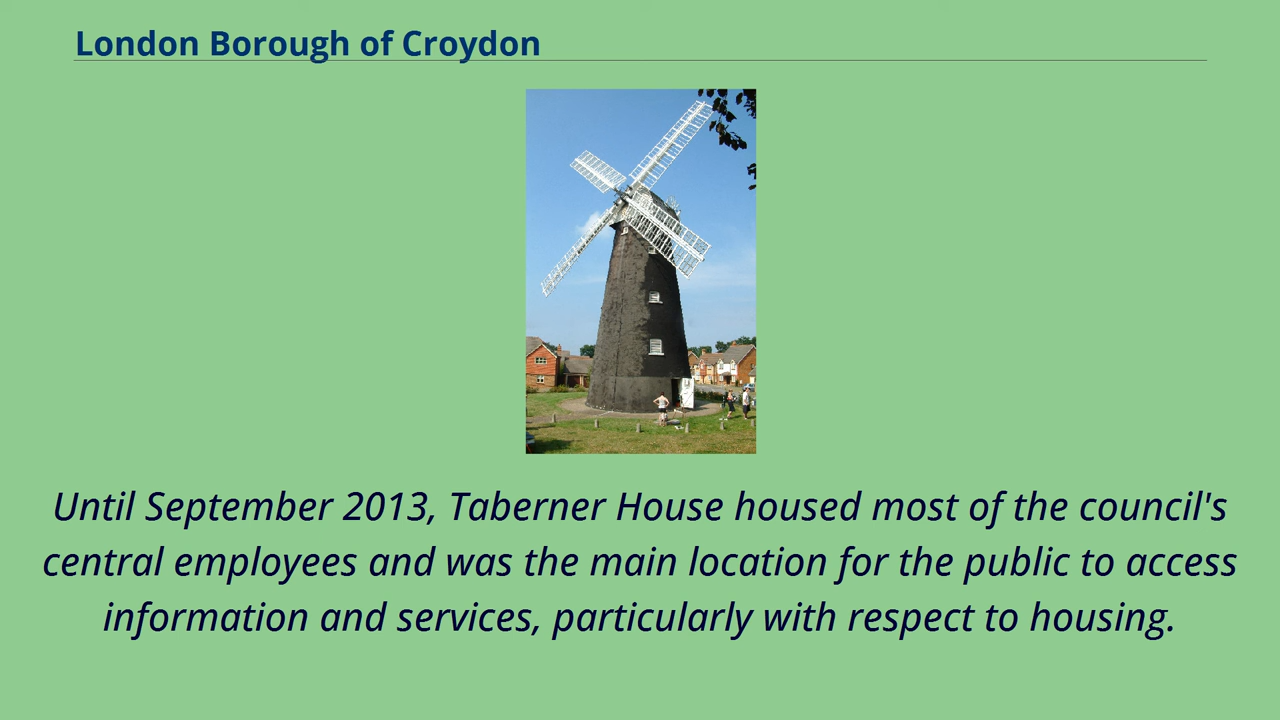 London Borough of Croydon
Until September 2013, Taberner House housed most of the council's
central employees and was the main location for the public to access
information and services, particularly with respect to housing.